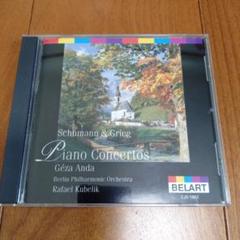 Schumann & Grieg
Piano Concertos
Géza Anda
Berlin Philharmonic Orchestra
Rafael Kubelik
BELART